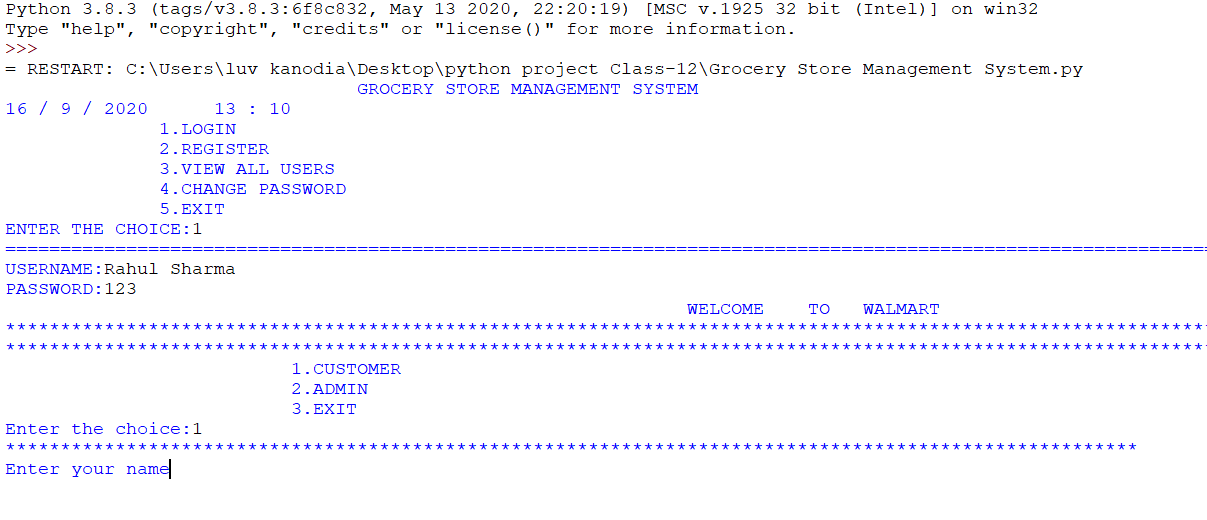 Python 3.8.3 (tags/v3.8.3:6f8c832, May 13 2020, 22:20:19) [MSC v.1925 32 bit (Intel)] on win32
Type "help", "copyright", "credits" or "license()" for more information.
>>>
= RESTART: C:\Users\luv kanodia\Desktop\python project Class-12\Grocery Store Management System.py
GROCERY STORE MANAGEMENT SYSTEM
16 / 9 / 2020      13 : 10
1.LOGIN
2.REGISTER
3.VIEW ALL USERS
4.CHANGE PASSWORD
5.EXIT
ENTER THE CHOICE:1
==============================================================================================================
USERNAME:Rahul Sharma
PASSWORD:123
WELCOME    TO   WALMART
**************************************************************************************************************
**************************************************************************************************************
1.CUSTOMER
2.ADMIN
3.EXIT
Enter the choice:1
*******************************************************************************************************
Enter your name